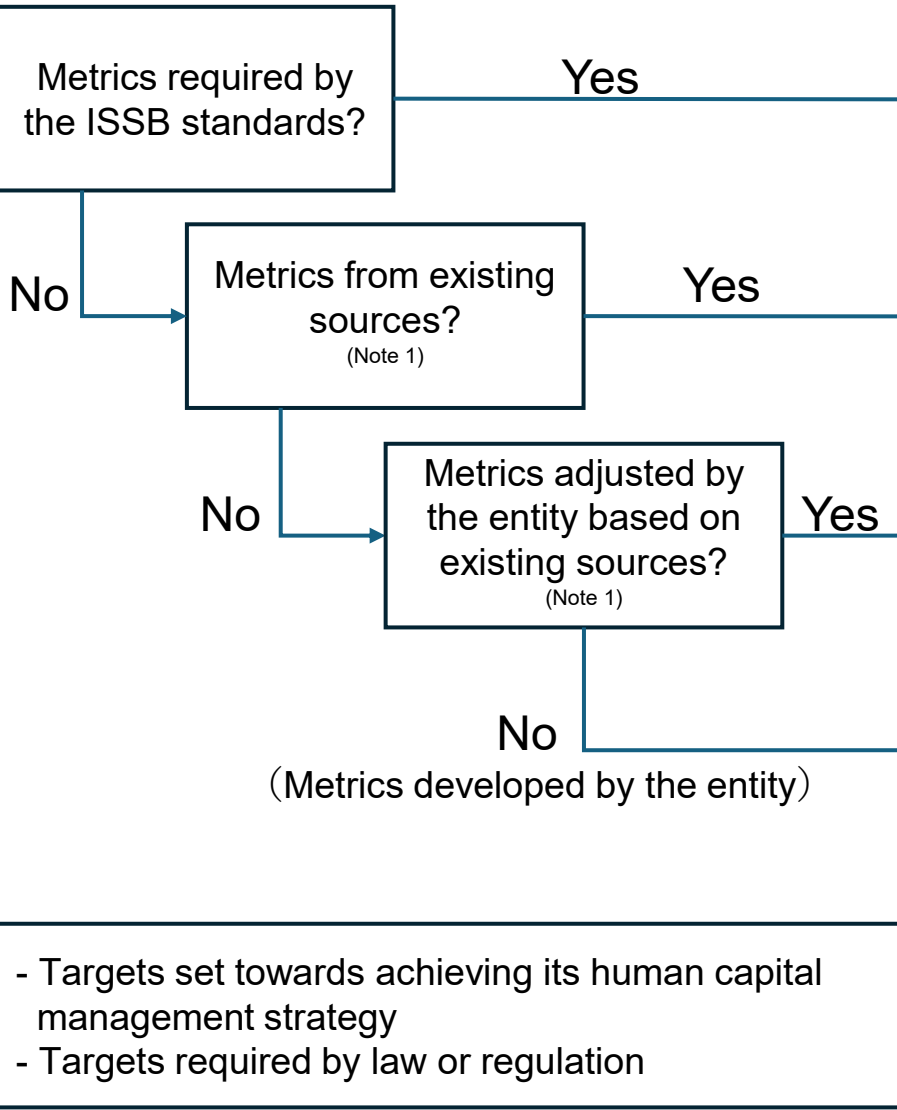 Metrics required by
the ISSB standards?
Yes
No
Metrics from existing
sources?
(Note 1)
Yes
No
Metrics adjusted by
the entity based on
existing sources?
(Note 1)
Yes
No
（Metrics developed by the entity）
- Targets set towards achieving its human capital
management strategy
- Targets required by law or regulation